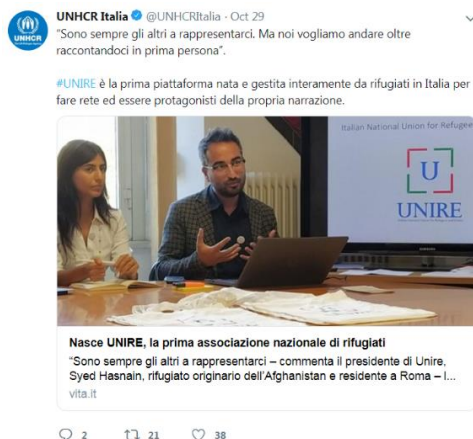 UNHCR Italia @UNHCRItalia · Oct 29
"Sono sempre gli altri a rappresentarci. Ma noi vogliamo andare oltre
raccontandoci in prima persona".
#UNIRE è la prima piattaforma nata e gestita interamente da rifugiati in Italia per
fare rete ed essere protagonisti della propria narrazione.
UNHCR
Italian National Union for Refugee
U
UNIRE
Nasce UNIRE, la prima associazione nazionale di rifugiati
"Sono sempre gli altri a rappresentarci – commenta il presidente di Unire,
Syed Hasnain, rifugiato originario dell'Afghanistan e residente a Roma – I...
vita.it
2 21 38